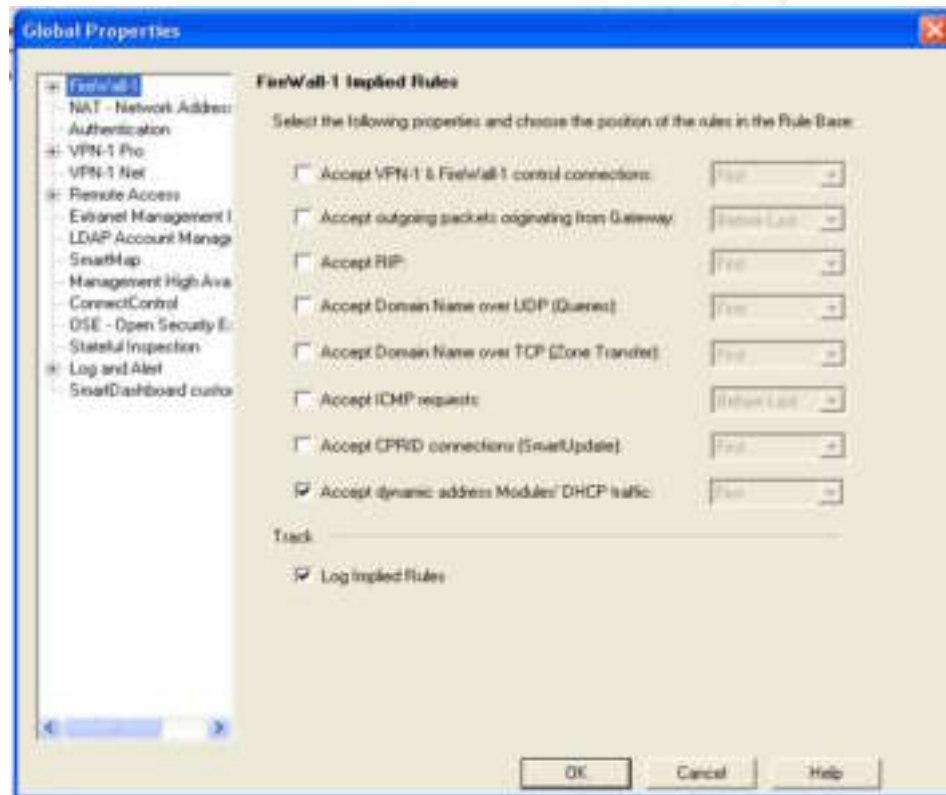 Global Properties
FireWall-1
NAT - Network Address
Authentication
VPN-1 Pro
VPN-1 Net
Remote Access
Extranet Management I
LDAP Account Manage
SmartMap
Management High Ava
ConnectControl
OSE - Open Security E
Stateful Inspection
Log and Alert
SmartDashboard custo
FireWall-1 Implied Rules
Select the following properties and choose the position of the rules in the Rule Base:
Accept VPN-1 & FireWall-1 control connections: First
Accept outgoing packets originating from Gateway: Before Last
Accept RIP: First
Accept Domain Name over UDP (Queries): First
Accept Domain Name over TCP (Zone Transfer): First
Accept ICMP requests: Before Last
Accept CPRID connections (SmartUpdate): First
Accept dynamic address Modules' DHCP traffic: First
Track
Log Implied Rules
OK
Cancel
Help